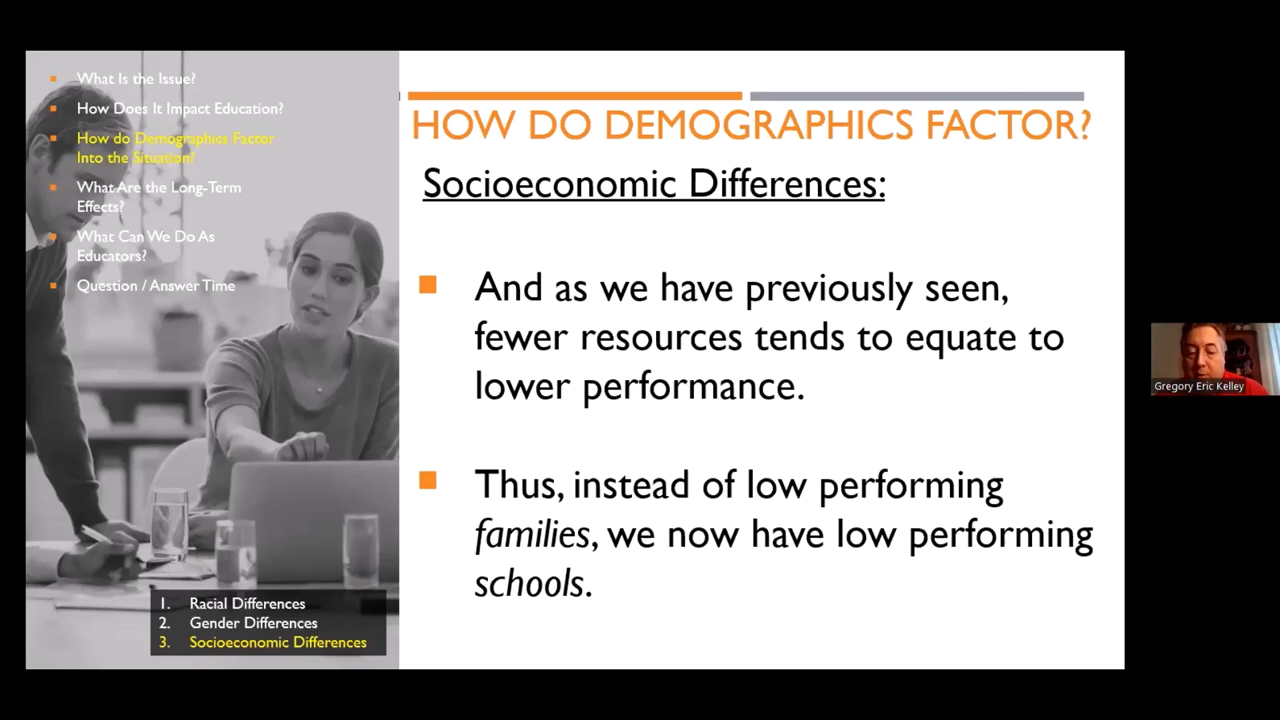 What Is the Issue?
How Does It Impact Education?
How do Demographics Factor
Into the Situation?
What Are the Long-Term
Effects?
What Can We Do As
Educators?
Question / Answer Time
1. Racial Differences
2. Gender Differences
3. Socioeconomic Differences
HOW DO DEMOGRAPHICS FACTOR?
Socioeconomic Differences:
And as we have previously seen,
fewer resources tends to equate to
lower performance.
Thus, instead of low performing
families, we now have low performing
schools.
Gregory Eric Kelley